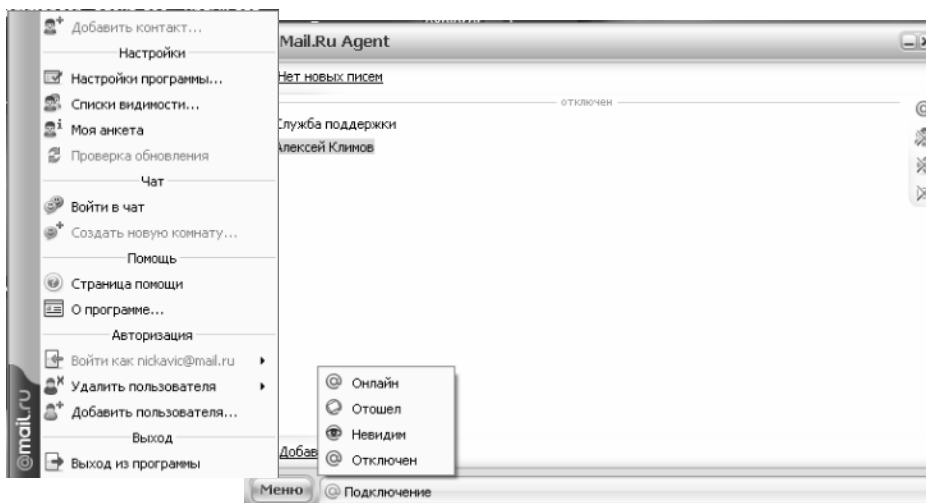 Добавить контакт...
Настройки
Настройки программы...
Списки видимости...
Моя анкета
Проверка обновления
Чат
Войти в чат
Создать новую комнату...
Помощь
Страница помощи
О программе...
Авторизация
Войти как nickavic@mail.ru
Удалить пользователя
Добавить пользователя...
Выход
Выход из программы
@mail.ru
Mail.Ru Agent
Нет новых писем
отключен
Служба поддержки
Алексей Климов
Онлайн
Отошел
Невидим
Отключен
Добав
Меню
Подключение